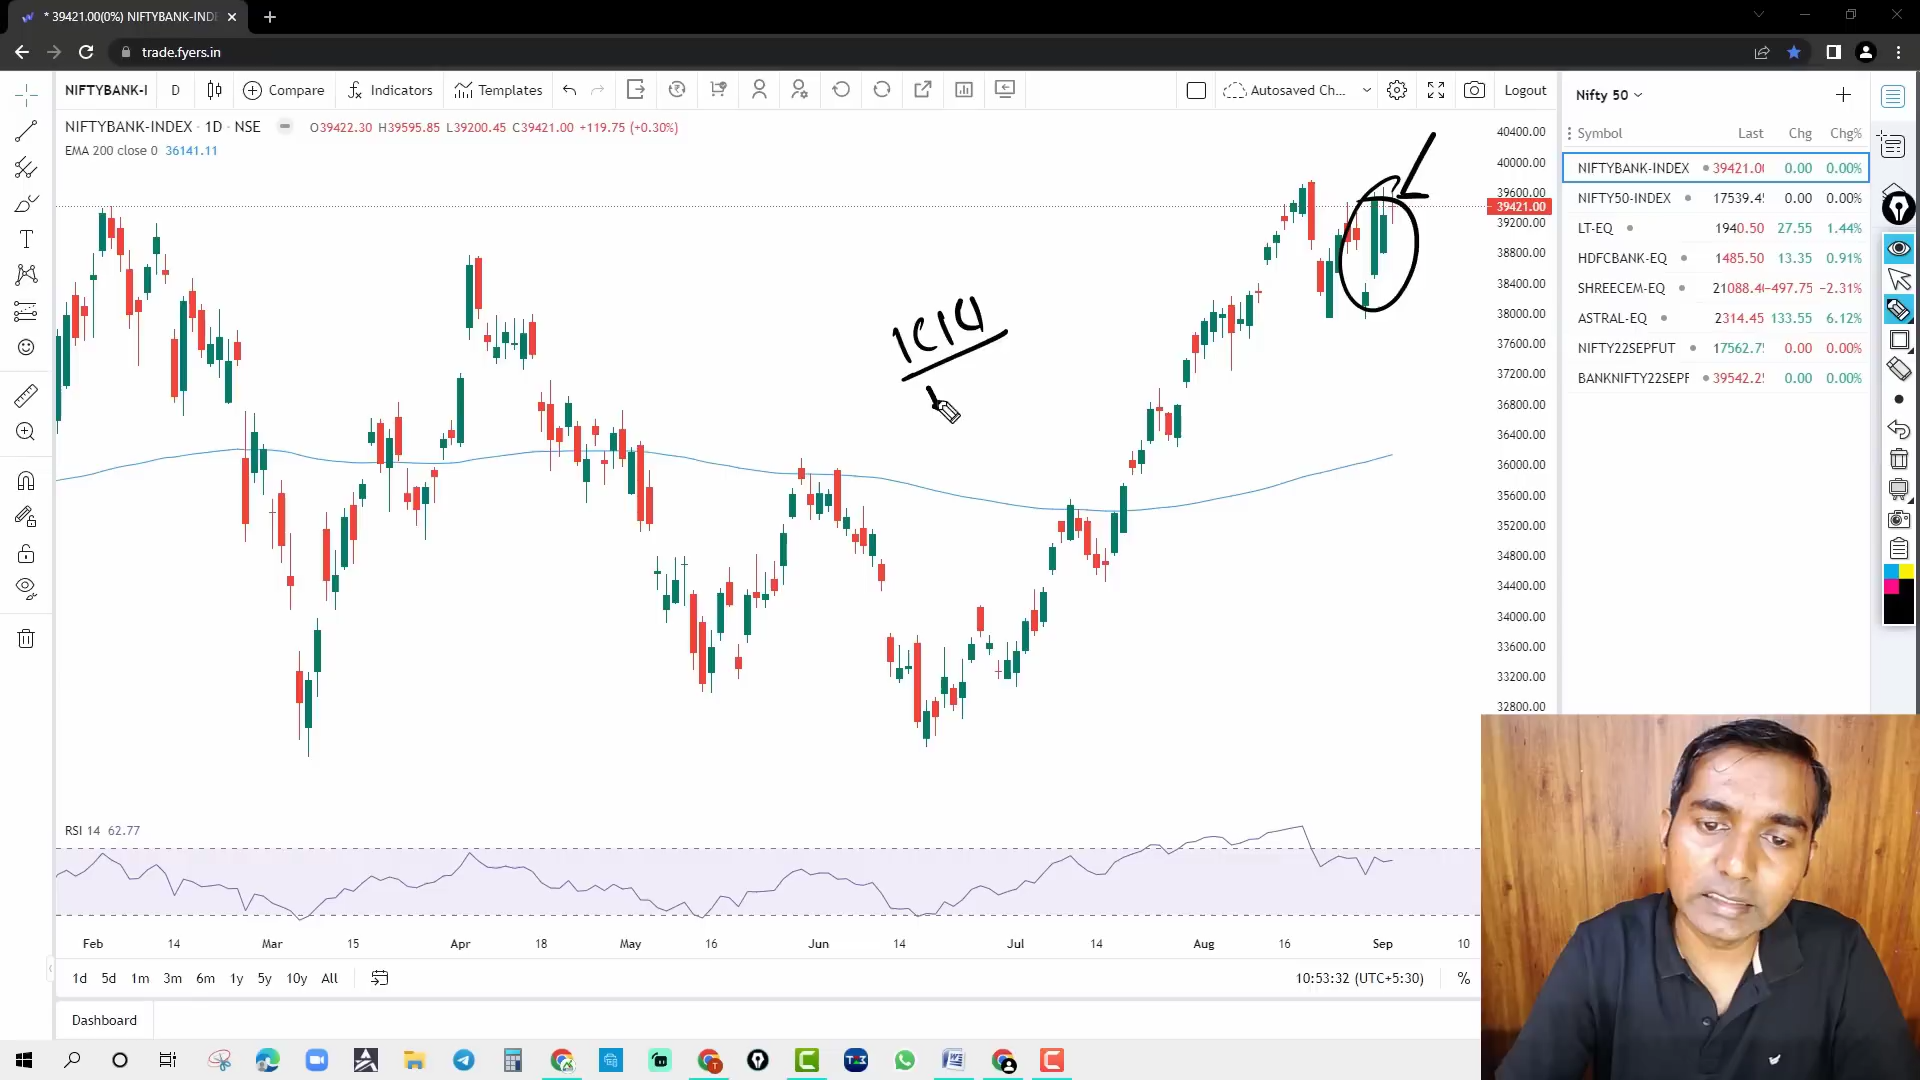 * 39421.00(0%) NIFTYBANK-INDE
trade.fyers.in
NIFTYBANK-I D Compare Indicators Templates Autosaved Ch... Logout
NIFTYBANK-INDEX · 1D · NSE O39422.30 H39595.85 L39200.45 C39421.00 +119.75 (+0.30%)
EMA 200 close 0 36141.11
40400.00
40000.00
39600.00
39421.00
39200.00
38800.00
38400.00
38000.00
37600.00
37200.00
36800.00
36400.00
36000.00
35600.00
35200.00
34800.00
34400.00
34000.00
33600.00
33200.00
32800.00
Nifty 50
Symbol Last Chg Chg%
NIFTYBANK-INDEX 39421.0 0.00 0.00%
NIFTY50-INDEX 17539.4 0.00 0.00%
LT-EQ 1940.50 27.55 1.44%
HDFCBANK-EQ 1485.50 13.35 0.91%
SHREECEM-EQ 21088.4 −497.75 −2.31%
ASTRAL-EQ 2314.45 133.55 6.12%
NIFTY22SEPFUT 17562.7 0.00 0.00%
BANKNIFTY22SEPF 39542.2 0.00 0.00%
RSI 14 62.77
Feb 14 Mar 15 Apr 18 May 16 Jun 14 Jul 14 Aug 16 Sep 10
1d 5d 1m 3m 6m 1y 5y 10y All 10:53:32 (UTC+5:30) %
Dashboard